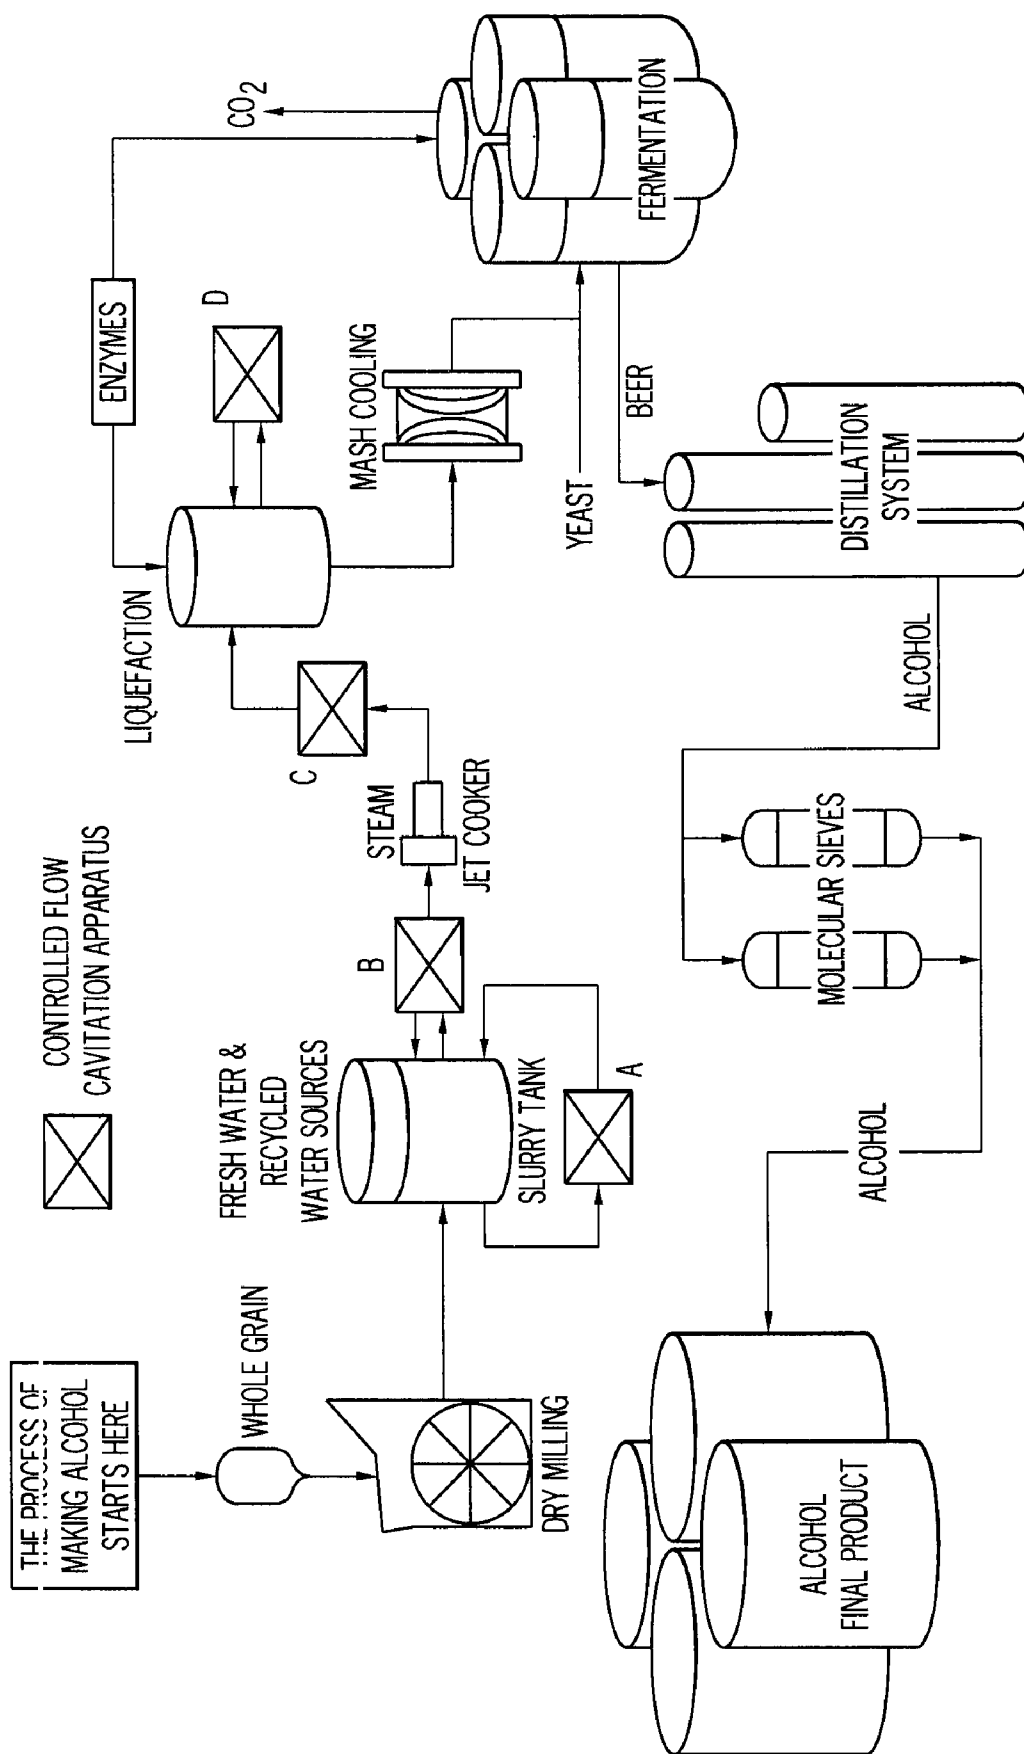 THE PROCESS OF
MAKING ALCOHOL
STARTS HERE
WHOLE GRAIN
DRY MILLING
CONTROLLED FLOW
CAVITATION APPARATUS
FRESH WATER &
RECYCLED
WATER SOURCES
SLURRY TANK
A
B
STEAM
JET COOKER
C
LIQUEFACTION
D
ENZYMES
MASH COOLING
YEAST
CO2
FERMENTATION
BEER
DISTILLATION
SYSTEM
ALCOHOL
MOLECULAR SIEVES
ALCOHOL
ALCOHOL
FINAL PRODUCT